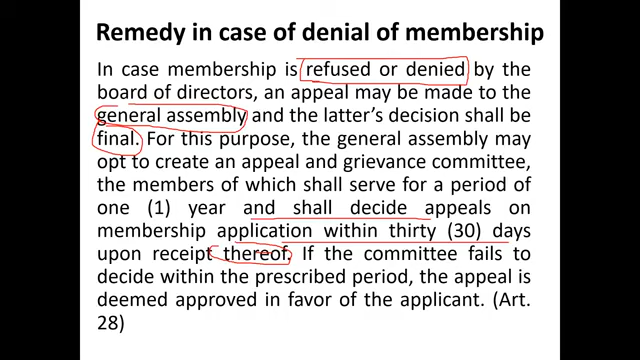 Remedy in case of denial of membership
In case membership is refused or denied by the
board of directors, an appeal may be made to the
general assembly and the latter's decision shall be
final. For this purpose, the general assembly may
opt to create an appeal and grievance committee,
the members of which shall serve for a period of
one (1) year and shall decide appeals on
membership application within thirty (30) days
upon receipt thereof. If the committee fails to
decide within the prescribed period, the appeal is
deemed approved in favor of the applicant. (Art.
28)